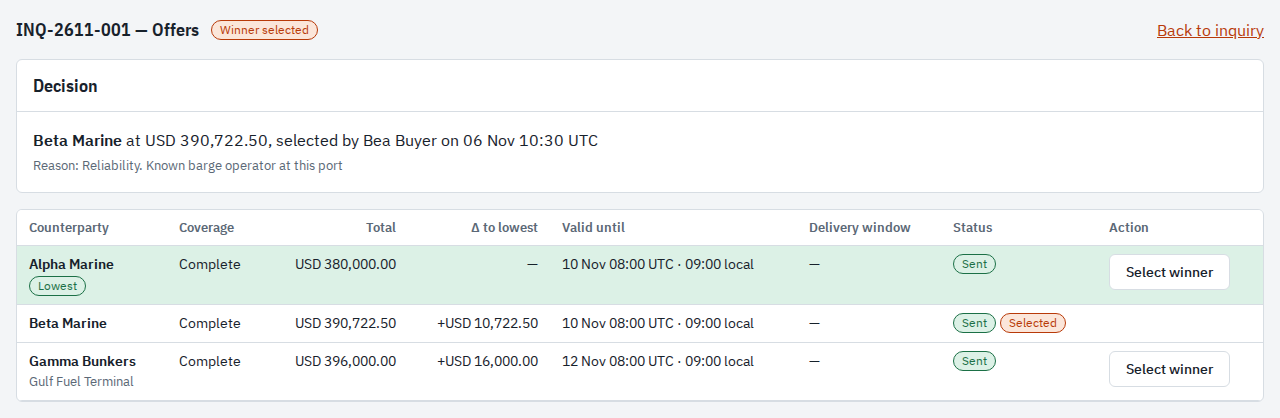 INQ-2611-001 — Offers Winner selected Back to inquiry
Decision
Beta Marine at USD 390,722.50, selected by Bea Buyer on 06 Nov 10:30 UTC
Reason: Reliability. Known barge operator at this port
Counterparty Coverage Total Δ to lowest Valid until Delivery window Status Action
Alpha Marine Complete USD 380,000.00 — 10 Nov 08:00 UTC · 09:00 local — Sent Select winner
Lowest
Beta Marine Complete USD 390,722.50 +USD 10,722.50 10 Nov 08:00 UTC · 09:00 local — Sent Selected
Gamma Bunkers Complete USD 396,000.00 +USD 16,000.00 12 Nov 08:00 UTC · 09:00 local — Sent Select winner
Gulf Fuel Terminal